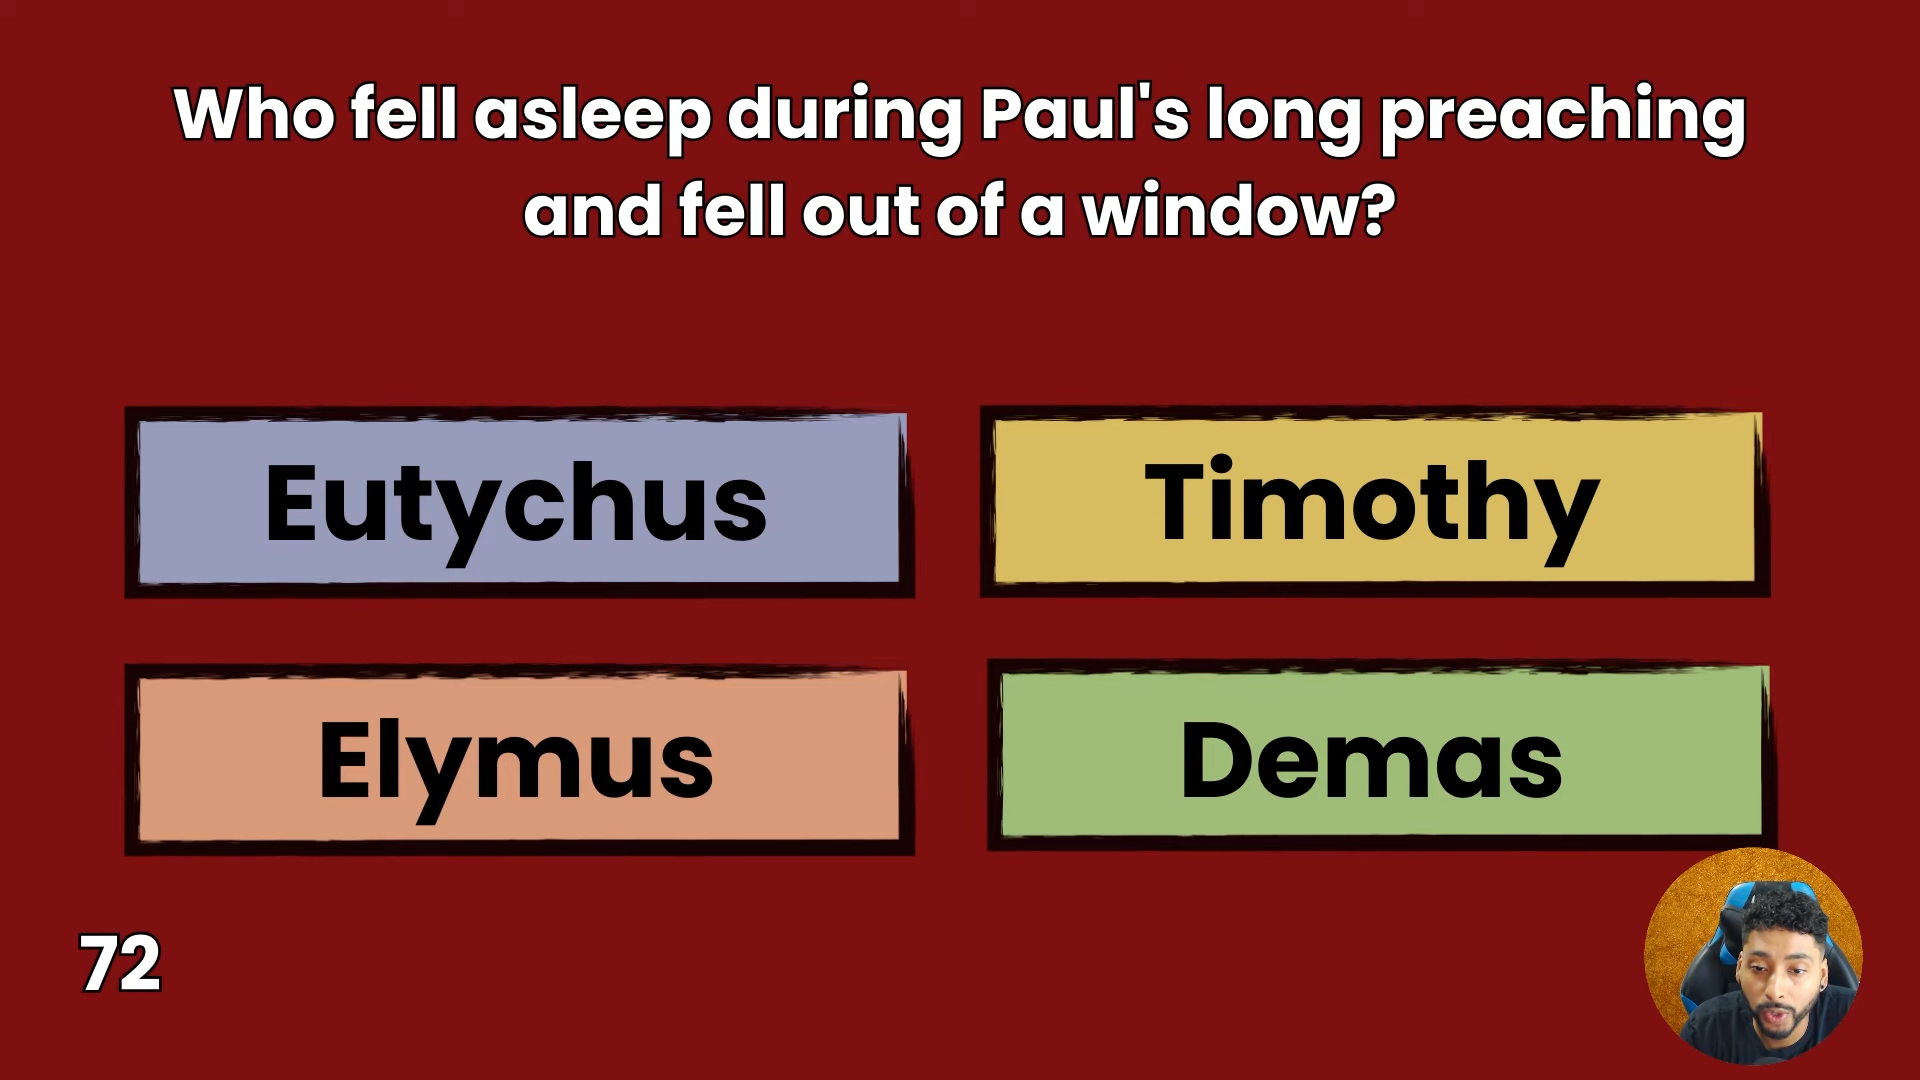 Who fell asleep during Paul's long preaching
and fell out of a window?
Eutychus
Timothy
Elymus
Demas
72